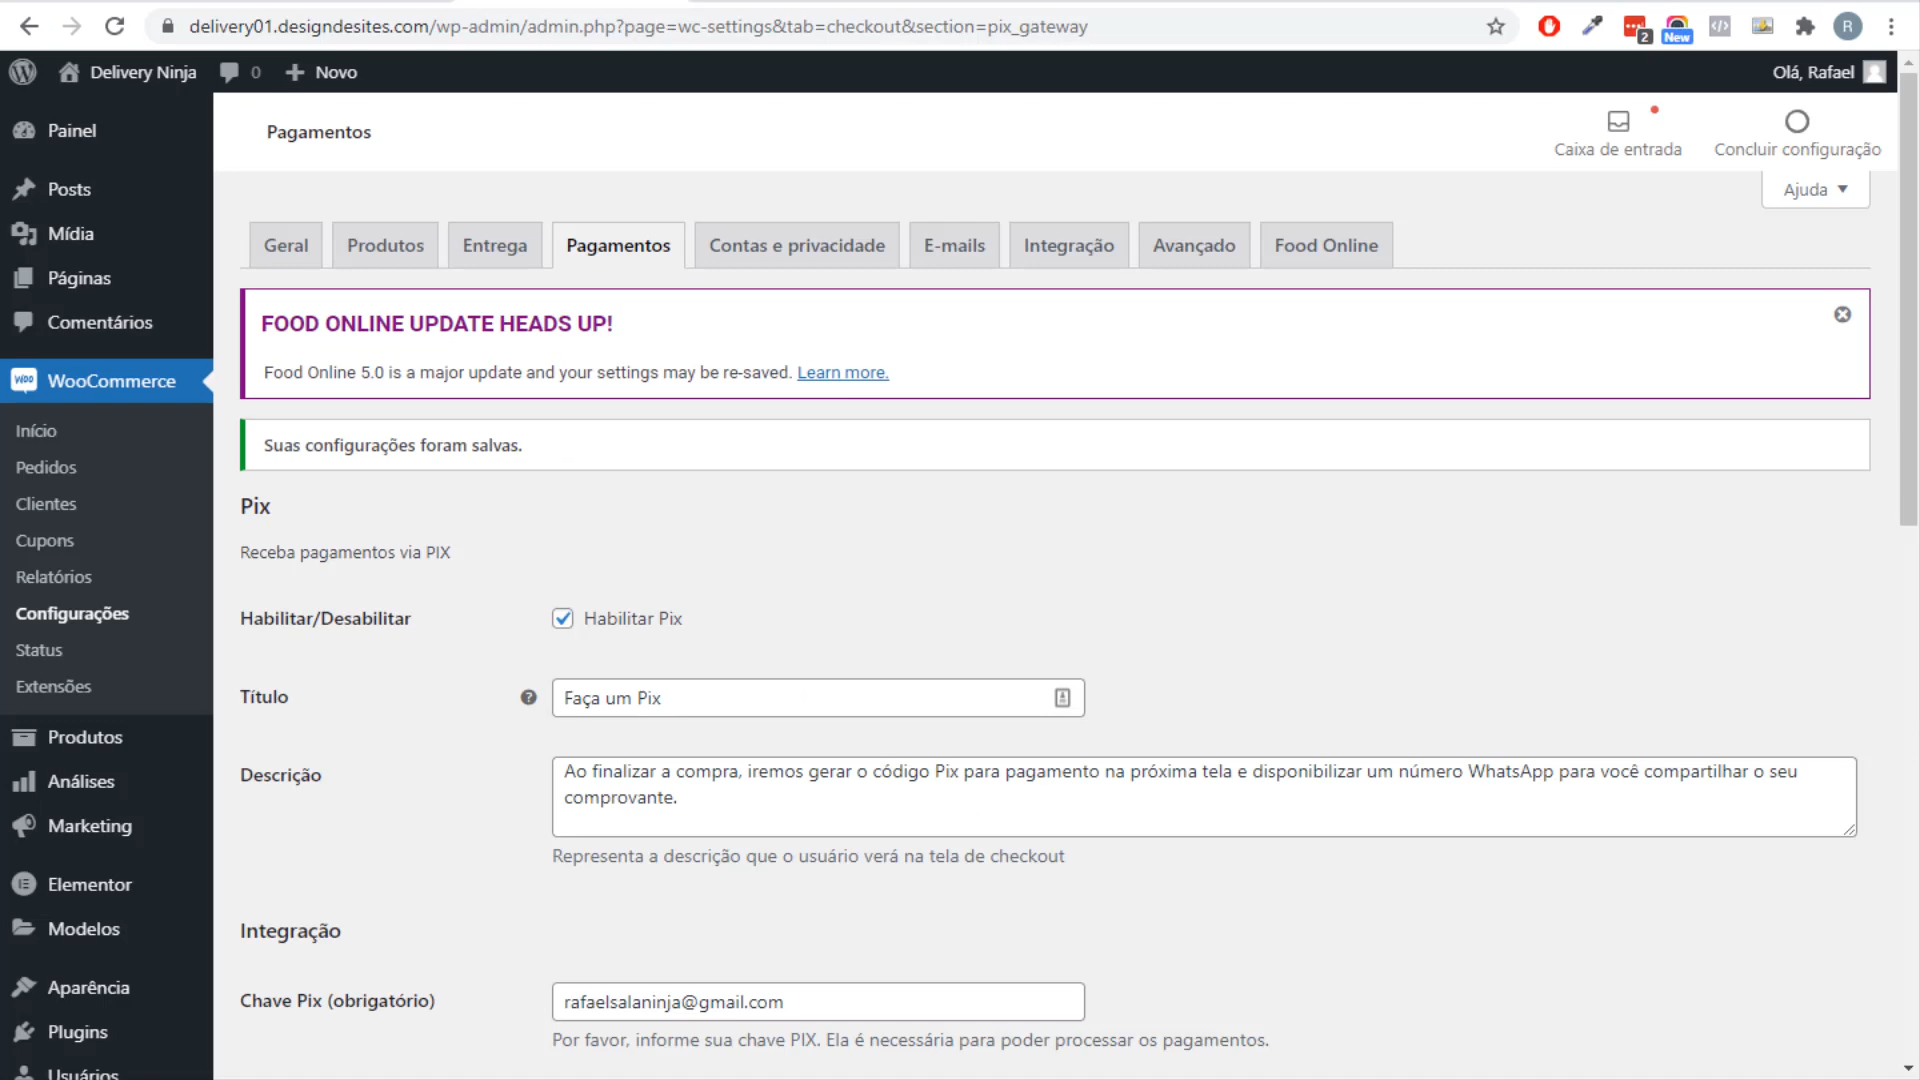 delivery01.designdesites.com/wp-admin/admin.php?page=wc-settings&tab=checkout&section=pix_gateway
2
New
R
Delivery Ninja
0
Novo
Olá, Rafael
Painel
Posts
Mídia
Páginas
Comentários
woo
WooCommerce
Início
Pedidos
Clientes
Cupons
Relatórios
Configurações
Status
Extensões
Produtos
Análises
Marketing
Elementor
Modelos
Aparência
Plugins
Usuários
Pagamentos
Caixa de entrada
Concluir configuração
Ajuda
Geral
Produtos
Entrega
Pagamentos
Contas e privacidade
E-mails
Integração
Avançado
Food Online
FOOD ONLINE UPDATE HEADS UP!
Food Online 5.0 is a major update and your settings may be re-saved. Learn more.
Suas configurações foram salvas.
Pix
Receba pagamentos via PIX
Habilitar/Desabilitar
Habilitar Pix
Título
Faça um Pix
Descrição
Ao finalizar a compra, iremos gerar o código Pix para pagamento na próxima tela e disponibilizar um número WhatsApp para você compartilhar o seu
comprovante.
Representa a descrição que o usuário verá na tela de checkout
Integração
Chave Pix (obrigatório)
rafaelsalaninja@gmail.com
Por favor, informe sua chave PIX. Ela é necessária para poder processar os pagamentos.